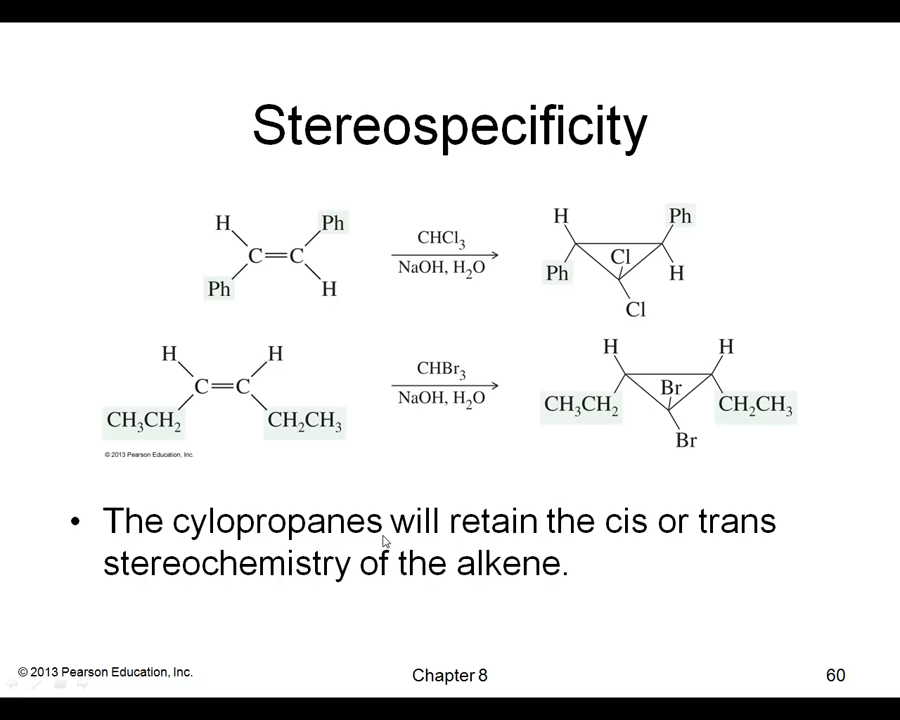 Stereospecificity
H Ph
C=C
Ph H
CHCl3
NaOH, H2O
H Ph
Cl
Ph H
Cl
H H
C=C
CH3CH2 CH2CH3
CHBr3
NaOH, H2O
H H
Br
CH3CH2 CH2CH3
Br
© 2013 Pearson Education, Inc.
• The cylopropanes will retain the cis or trans
stereochemistry of the alkene.
© 2013 Pearson Education, Inc. Chapter 8 60